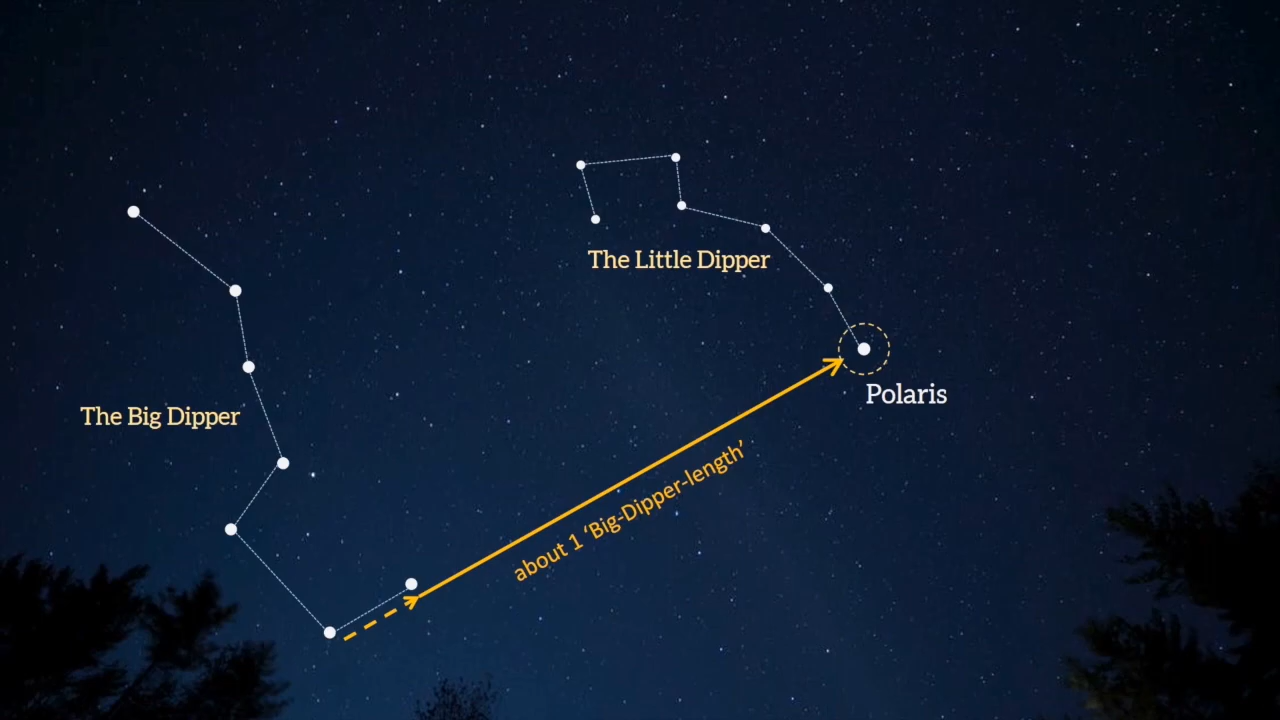 The Little Dipper
Polaris
The Big Dipper
about 1 ‘Big-Dipper-length’